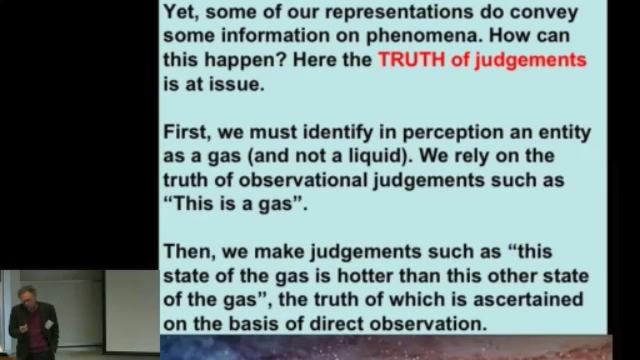 Yet, some of our representations do convey
some information on phenomena. How can
this happen? Here the TRUTH of judgements
is at issue.
First, we must identify in perception an entity
as a gas (and not a liquid). We rely on the
truth of observational judgements such as
“This is a gas”.
Then, we make judgements such as “this
state of the gas is hotter than this other state
of the gas”, the truth of which is ascertained
on the basis of direct observation.